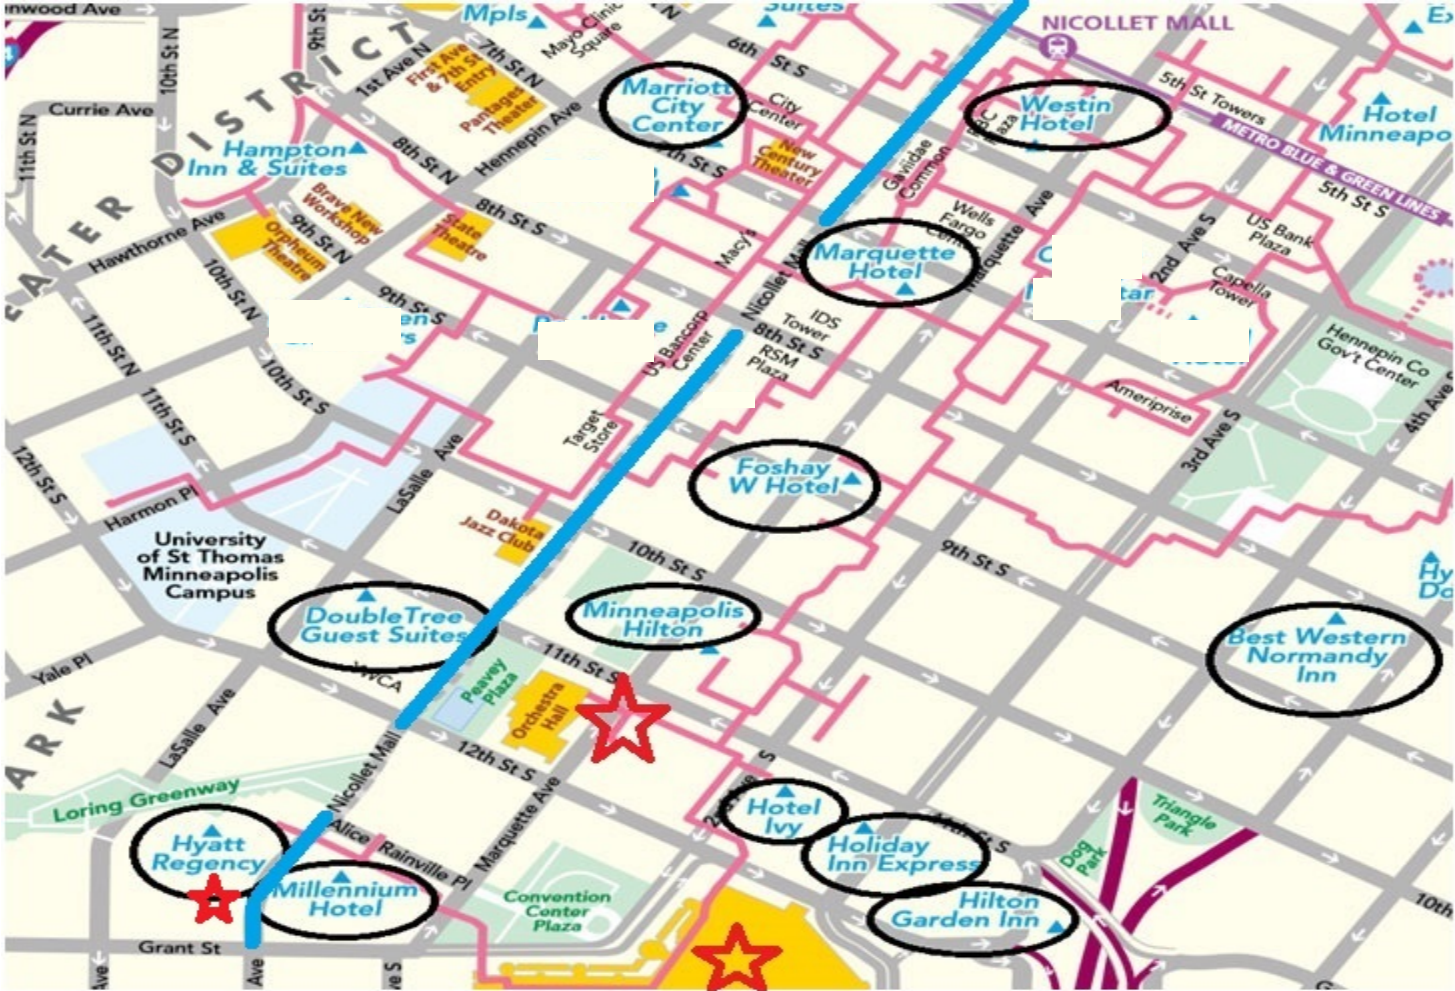 nwood Ave
10th St N
9th St N
Mpls
Mayo Clinic
Square
Suites
NICOLLET MALL
DISTRICT
1st Ave N
7th St N
First Ave
& 7th St
Entry
Pantages
Theater
6th St S
Marriott
City
Center
City
Center
Westin
Hotel
5th St Towers
Hotel
Minneapo
METRO BLUE & GREEN LINES
Currie Ave
11th St N
Hampton
Inn & Suites
8th St N
Hennepin Ave
New
Century
Theater
Gaviidae
Common
5th St S
EATER
Hawthorne Ave
Brave New
Workshop
Orpheum
Theatre
9th St N
State
Theatre
8th St S
Macy's
Nicollet Mall
Marquette
Hotel
Wells
Fargo
Center
Marquette Ave
2nd Ave S
US Bank
Plaza
Capella
Tower
10th St N
9th St S
US Bancorp
Center
IDS
Tower
8th St S
RSM
Plaza
Hennepin Co
Gov't Center
4th Ave S
11th St N
10th St S
Ameriprise
11th St S
Target
Store
3rd Ave S
12th St S
LaSalle Ave
Foshay
W Hotel
Harmon Pl
Dakota
Jazz Club
University
of St Thomas
Minneapolis
Campus
10th St S
9th St S
DoubleTree
Guest Suites
Minneapolis
Hilton
Best Western
Normandy
Inn
YWCA
Yale Pl
11th St S
Peavey
Plaza
Orchestra
Hall
ARK
LaSalle Ave
Nicollet Mall
12th St S
Loring Greenway
Marquette Ave
2nd Ave S
Hotel
Ivy
Holiday
Inn Express
Triangle
Park
Dog
Park
Hyatt
Regency
Alice Rainville Pl
Millennium
Hotel
Convention
Center
Plaza
Hilton
Garden Inn
10th
Grant St
Ave
Ave
Ave S